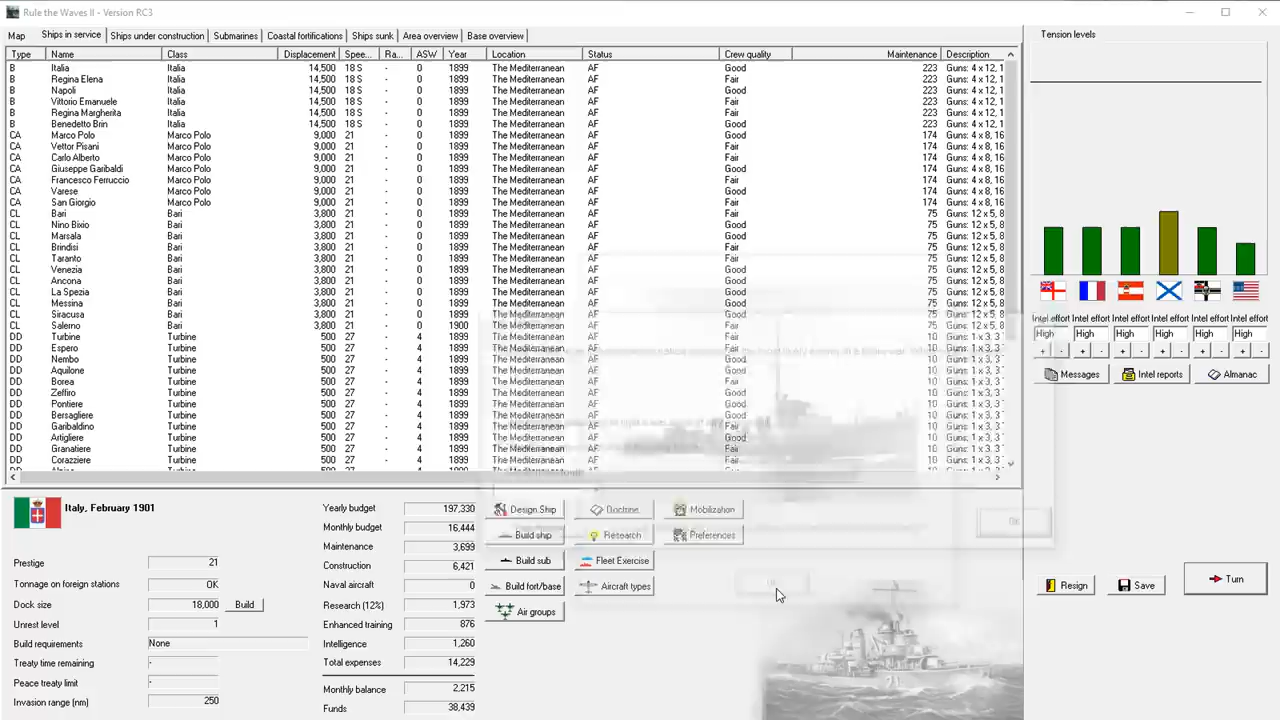 Rule the Waves II - Version RC3
Map Ships in service Ships under construction Submarines Coastal fortifications Ships sunk Area overview Base overview
Type Name Class Displacement Spee... Ra... ASW Year Location Status Crew quality Maintenance Description
B Italia Italia 14,500 18 S - 0 1899 The Mediterranean AF Good 223 Guns: 4 x 12, 1
B Regina Elena Italia 14,500 18 S - 0 1899 The Mediterranean AF Fair 223 Guns: 4 x 12, 1
B Napoli Italia 14,500 18 S - 0 1899 The Mediterranean AF Good 223 Guns: 4 x 12, 1
B Vittorio Emanuele Italia 14,500 18 S - 0 1899 The Mediterranean AF Fair 223 Guns: 4 x 12, 1
B Regina Margherita Italia 14,500 18 S - 0 1899 The Mediterranean AF Fair 223 Guns: 4 x 12, 1
B Benedetto Brin Italia 14,500 18 S - 0 1899 The Mediterranean AF Good 223 Guns: 4 x 12, 1
CA Marco Polo Marco Polo 9,000 21 - 0 1899 The Mediterranean AF Good 174 Guns: 4 x 8, 16
CA Vettor Pisani Marco Polo 9,000 21 - 0 1899 The Mediterranean AF Fair 174 Guns: 4 x 8, 16
CA Carlo Alberto Marco Polo 9,000 21 - 0 1899 The Mediterranean AF Fair 174 Guns: 4 x 8, 16
CA Giuseppe Garibaldi Marco Polo 9,000 21 - 0 1899 The Mediterranean AF Good 174 Guns: 4 x 8, 16
CA Francesco Ferruccio Marco Polo 9,000 21 - 0 1899 The Mediterranean AF Fair 174 Guns: 4 x 8, 16
CA Varese Marco Polo 9,000 21 - 0 1899 The Mediterranean AF Good 174 Guns: 4 x 8, 16
CA San Giorgio Marco Polo 9,000 21 - 0 1899 The Mediterranean AF Fair 174 Guns: 4 x 8, 16
CL Bari Bari 3,800 21 - 0 1899 The Mediterranean AF Fair 75 Guns: 12 x 5, 8
CL Nino Bixio Bari 3,800 21 - 0 1899 The Mediterranean AF Good 75 Guns: 12 x 5, 8
CL Marsala Bari 3,800 21 - 0 1899 The Mediterranean AF Good 75 Guns: 12 x 5, 8
CL Brindisi Bari 3,800 21 - 0 1899 The Mediterranean AF Fair 75 Guns: 12 x 5, 8
CL Taranto Bari 3,800 21 - 0 1899 The Mediterranean AF Fair 75 Guns: 12 x 5, 8
CL Venezia Bari 3,800 21 - 0 1899 The Mediterranean AF Good 75 Guns: 12 x 5, 8
CL Ancona Bari 3,800 21 - 0 1899 The Mediterranean AF Good 75 Guns: 12 x 5, 8
CL La Spezia Bari 3,800 21 - 0 1899 The Mediterranean AF Good 75 Guns: 12 x 5, 8
CL Messina Bari 3,800 21 - 0 1899 The Mediterranean AF Fair 75 Guns: 12 x 5, 8
CL Siracusa Bari 3,800 21 - 0 1899 The Mediterranean AF Good 75 Guns: 12 x 5, 8
CL Salerno Bari 3,800 21 - 0 1900 The Mediterranean AF Fair 75 Guns: 12 x 5, 8
DD Turbine Turbine 500 27 - 4 1899 The Mediterranean AF Fair 10 Guns: 1 x 3, 3
DD Espero Turbine 500 27 - 4 1899 The Mediterranean AF Fair 10 Guns: 1 x 3, 3
DD Nembo Turbine 500 27 - 4 1899 The Mediterranean AF Good 10 Guns: 1 x 3, 3
DD Aquilone Turbine 500 27 - 4 1899 The Mediterranean AF Good 10 Guns: 1 x 3, 3
DD Borea Turbine 500 27 - 4 1899 The Mediterranean AF Fair 10 Guns: 1 x 3, 3
DD Zeffiro Turbine 500 27 - 4 1899 The Mediterranean AF Good 10 Guns: 1 x 3, 3
DD Pontiere Turbine 500 27 - 4 1899 The Mediterranean AF Good 10 Guns: 1 x 3, 3
DD Bersagliere Turbine 500 27 - 4 1899 The Mediterranean AF Good 10 Guns: 1 x 3, 3
DD Garibaldino Turbine 500 27 - 4 1899 The Mediterranean AF Fair 10 Guns: 1 x 3, 3
DD Artigliere Turbine 500 27 - 4 1899 The Mediterranean AF Good 10 Guns: 1 x 3, 3
DD Granatiere Turbine 500 27 - 4 1899 The Mediterranean AF Fair 10 Guns: 1 x 3, 3
DD Corazziere Turbine 500 27 - 4 1899 The Mediterranean AF Fair 10 Guns: 1 x 3, 3
Tension levels
Intel effort Intel effort Intel effort Intel effort Intel effort Intel effort
High High High High High High
+ - + - + - + - + - + -
Messages Intel reports Almanac
Italy, February 1901
Prestige 21
Tonnage on foreign stations OK
Dock size 18,000 Build
Unrest level 1
Build requirements None
Treaty time remaining -
Peace treaty limit -
Invasion range (nm) 250
Yearly budget 197,330
Monthly budget 16,444
Maintenance 3,699
Construction 6,421
Naval aircraft 0
Research (12%) 1,973
Enhanced training 876
Intelligence 1,260
Total expenses 14,229
Monthly balance 2,215
Funds 38,439
Design Ship Doctrine Mobilization
Build ship Research Preferences
Build sub Fleet Exercise
Build fort/base Aircraft types
Air groups
Resign Save Turn